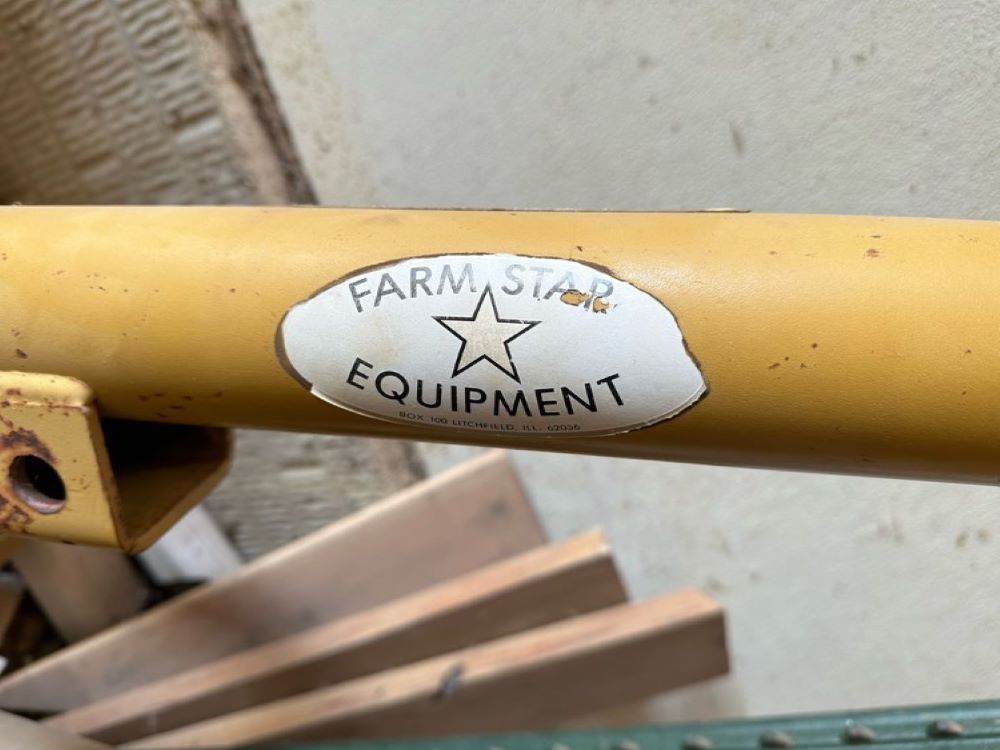 FARM STAR
EQUIPMENT
BOX 100 LITCHFIELD, ILL. 62056